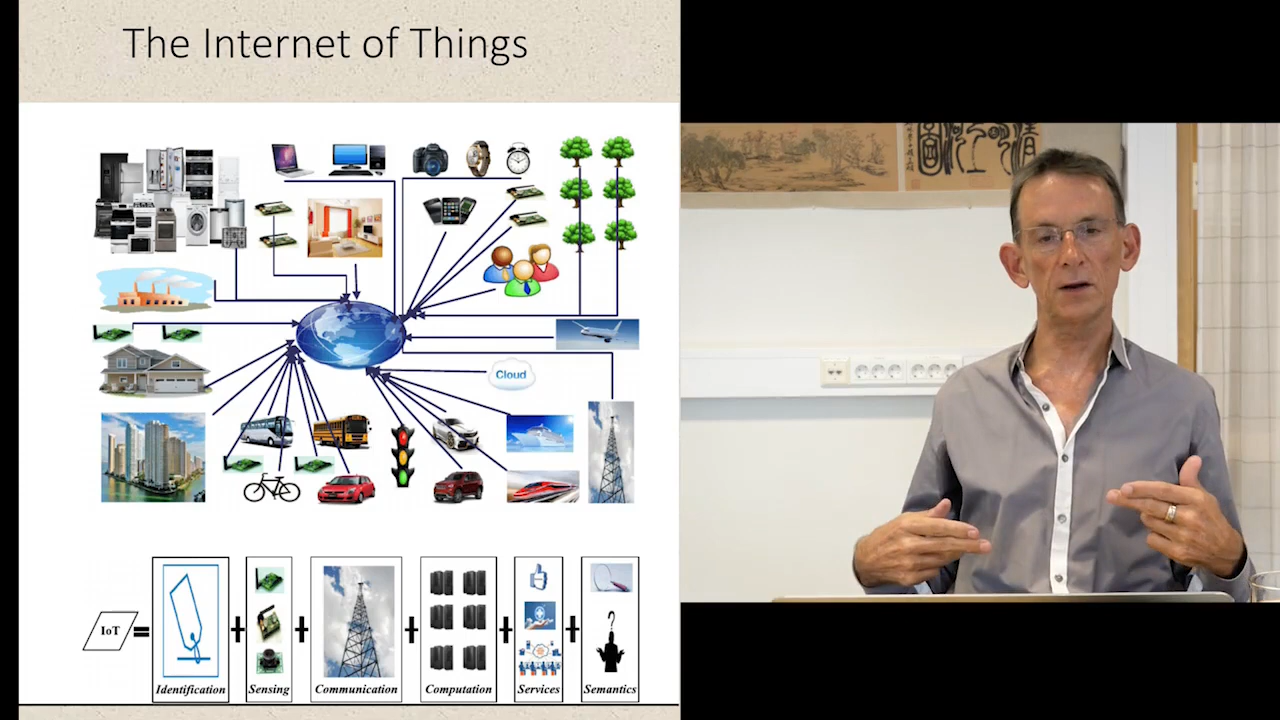 The Internet of Things
Cloud
IoT
Identification
Sensing
Communication
Computation
Services
Semantics